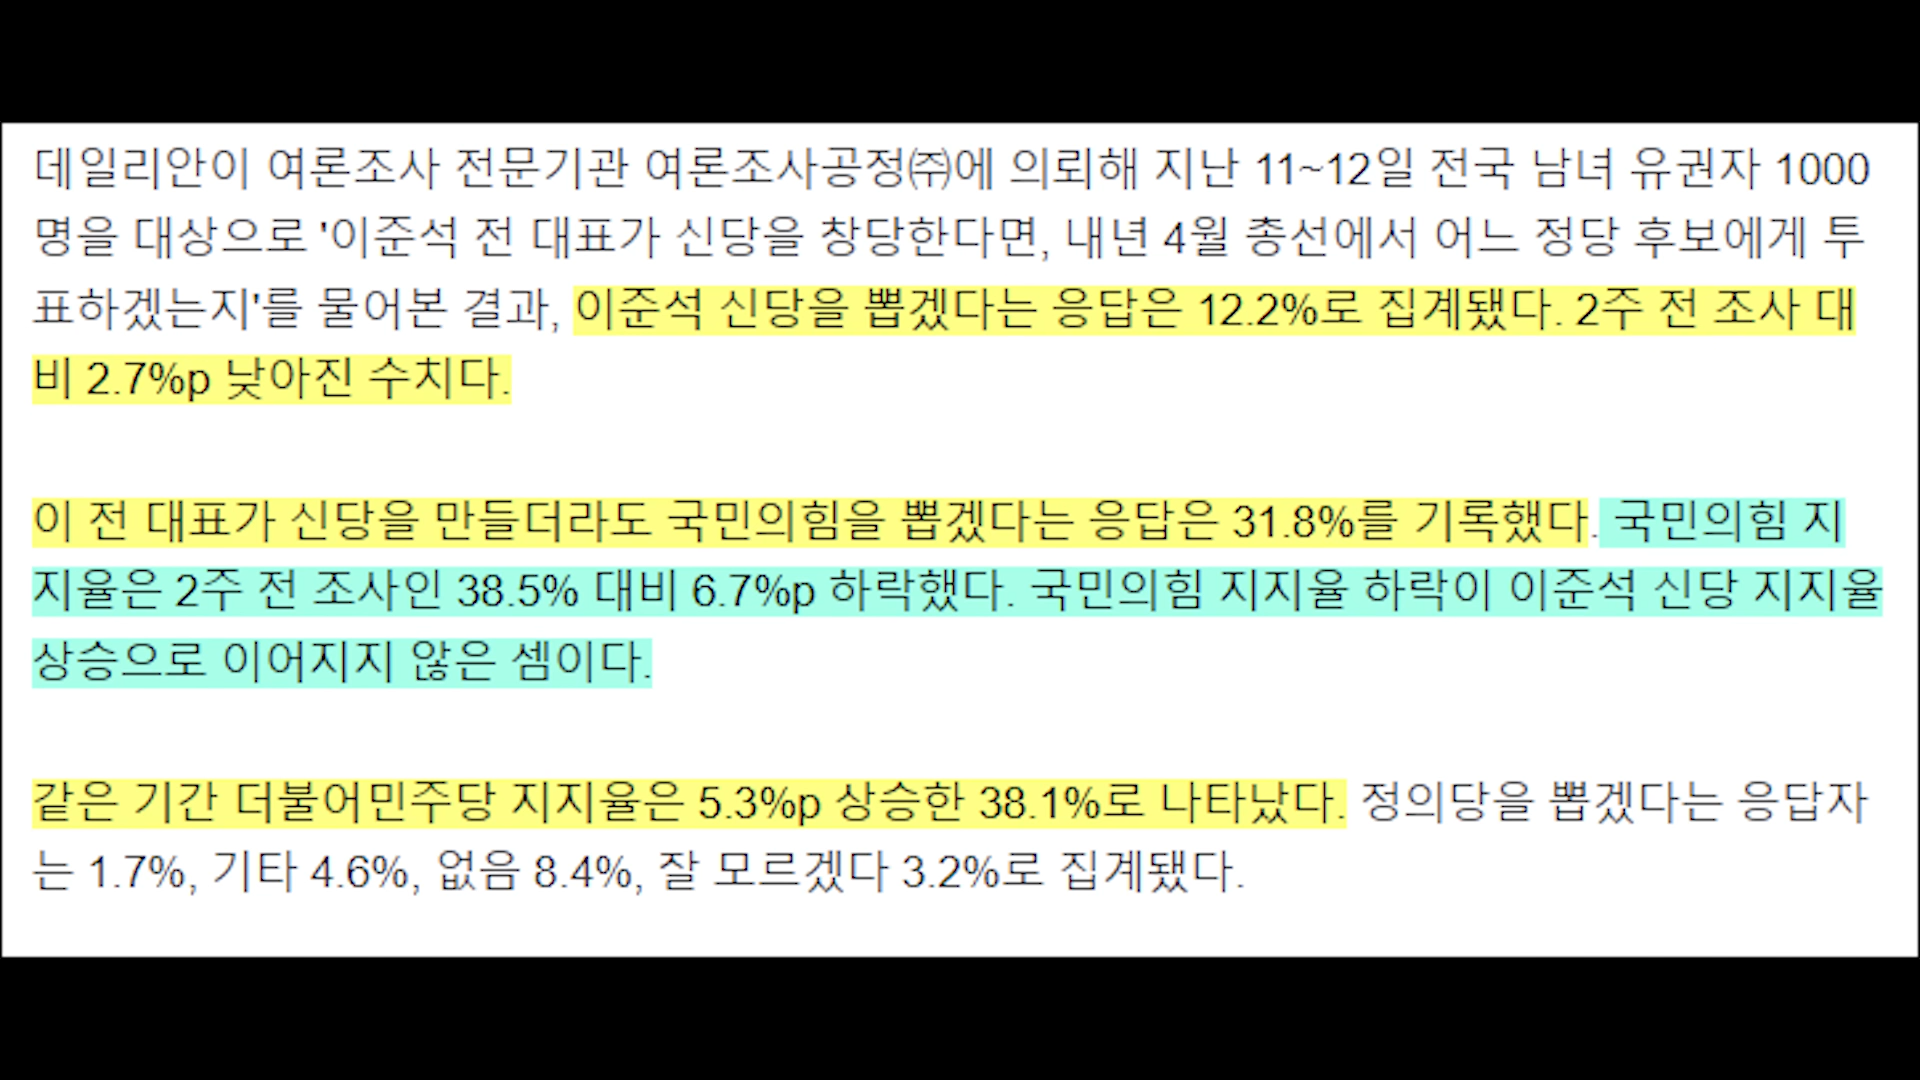 데일리안이 여론조사 전문기관 여론조사공정㈜에 의뢰해 지난 11~12일 전국 남녀 유권자 1000
명을 대상으로 '이준석 전 대표가 신당을 창당한다면, 내년 4월 총선에서 어느 정당 후보에게 투
표하겠는지'를 물어본 결과, 이준석 신당을 뽑겠다는 응답은 12.2%로 집계됐다. 2주 전 조사 대
비 2.7%p 낮아진 수치다.
이 전 대표가 신당을 만들더라도 국민의힘을 뽑겠다는 응답은 31.8%를 기록했다. 국민의힘 지
지율은 2주 전 조사인 38.5% 대비 6.7%p 하락했다. 국민의힘 지지율 하락이 이준석 신당 지지율
상승으로 이어지지 않은 셈이다.
같은 기간 더불어민주당 지지율은 5.3%p 상승한 38.1%로 나타났다. 정의당을 뽑겠다는 응답자
는 1.7%, 기타 4.6%, 없음 8.4%, 잘 모르겠다 3.2%로 집계됐다.